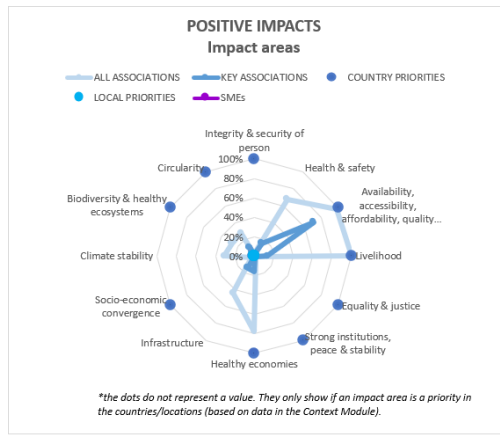 POSITIVE IMPACTS
Impact areas
ALL ASSOCIATIONS KEY ASSOCIATIONS COUNTRY PRIORITIES
LOCAL PRIORITIES SMEs
Integrity & security of
person
100%
80%
60%
40%
20%
0%
Health & safety
Availability,
accessibility,
affordability, quality…
Livelihood
Equality & justice
Strong institutions,
peace & stability
Healthy economies
Infrastructure
Socio-economic
convergence
Climate stability
Biodiversity & healthy
ecosystems
Circularity
*the dots do not represent a value. They only show if an impact area is a priority in
the countries/locations (based on data in the Context Module).